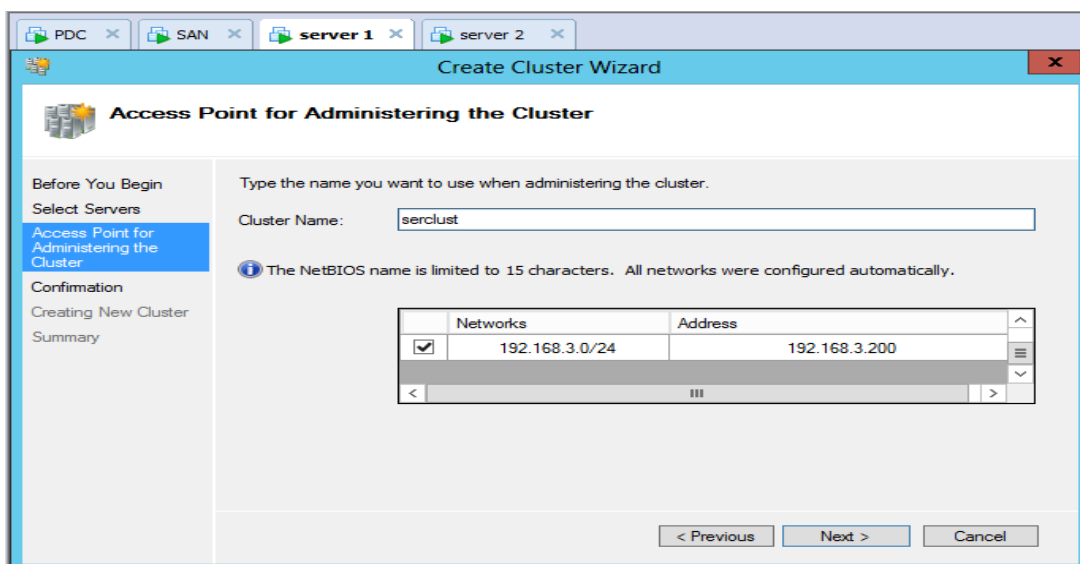 PDC SAN server 1 server 2
Create Cluster Wizard
Access Point for Administering the Cluster
Before You Begin
Select Servers
Access Point for
Administering the
Cluster
Confirmation
Creating New Cluster
Summary
Type the name you want to use when administering the cluster.
Cluster Name: serclust
The NetBIOS name is limited to 15 characters. All networks were configured automatically.
Networks Address
192.168.3.0/24 192.168.3.200
< Previous Next > Cancel